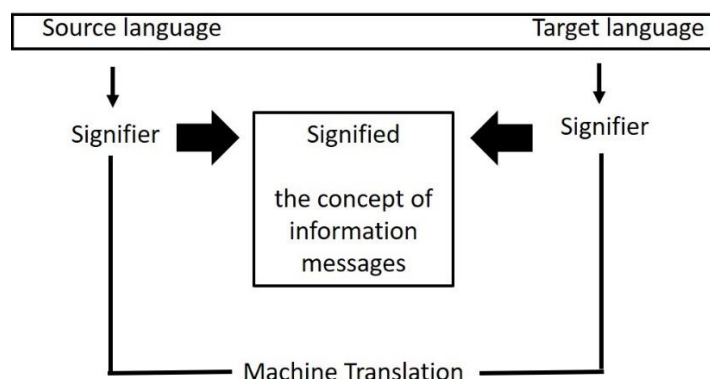 Source language
Target language
Signifier
Signified
Signifier
the concept of
information
messages
Machine Translation